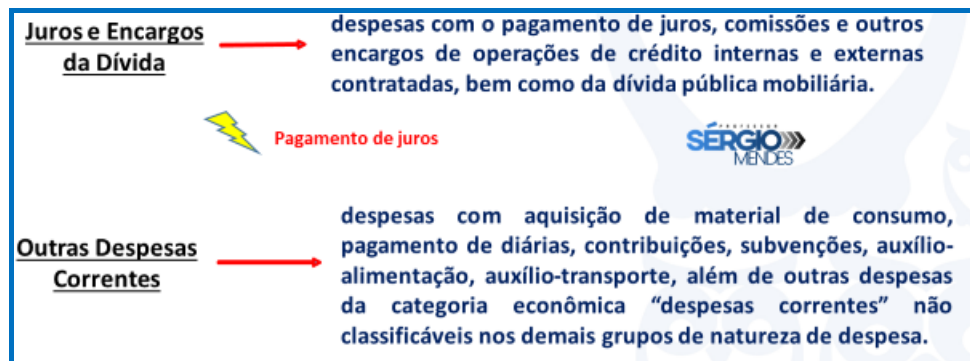 Juros e Encargos
da Dívida
despesas com o pagamento de juros, comissões e outros
encargos de operações de crédito internas e externas
contratadas, bem como da dívida pública mobiliária.
Pagamento de juros
PROFESSOR
SÉRGIO
MENDES
Outras Despesas
Correntes
despesas com aquisição de material de consumo,
pagamento de diárias, contribuições, subvenções, auxílio-
alimentação, auxílio-transporte, além de outras despesas
da categoria econômica “despesas correntes” não
classificáveis nos demais grupos de natureza de despesa.